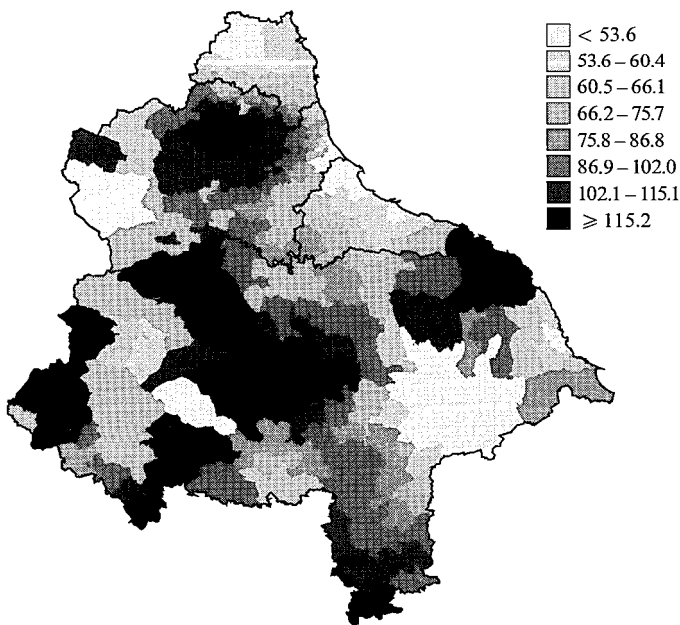 < 53.6
53.6 – 60.4
60.5 – 66.1
66.2 – 75.7
75.8 – 86.8
86.9 – 102.0
102.1 – 115.1
⩾ 115.2